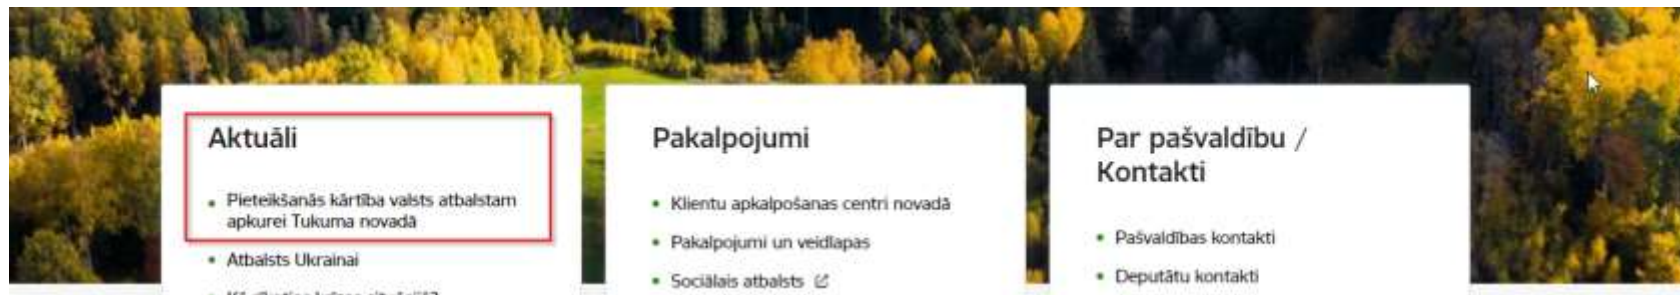 Aktuāli
Pieteikšanās kārtība valsts atbalstam
apkurei Tukuma novadā
Atbalsts Ukrainai
Pakalpojumi
Klientu apkalpošanas centri novadā
Pakalpojumi un veidlapas
Sociālais atbalsts
Par pašvaldību /
Kontakti
Pašvaldības kontakti
Deputātu kontakti